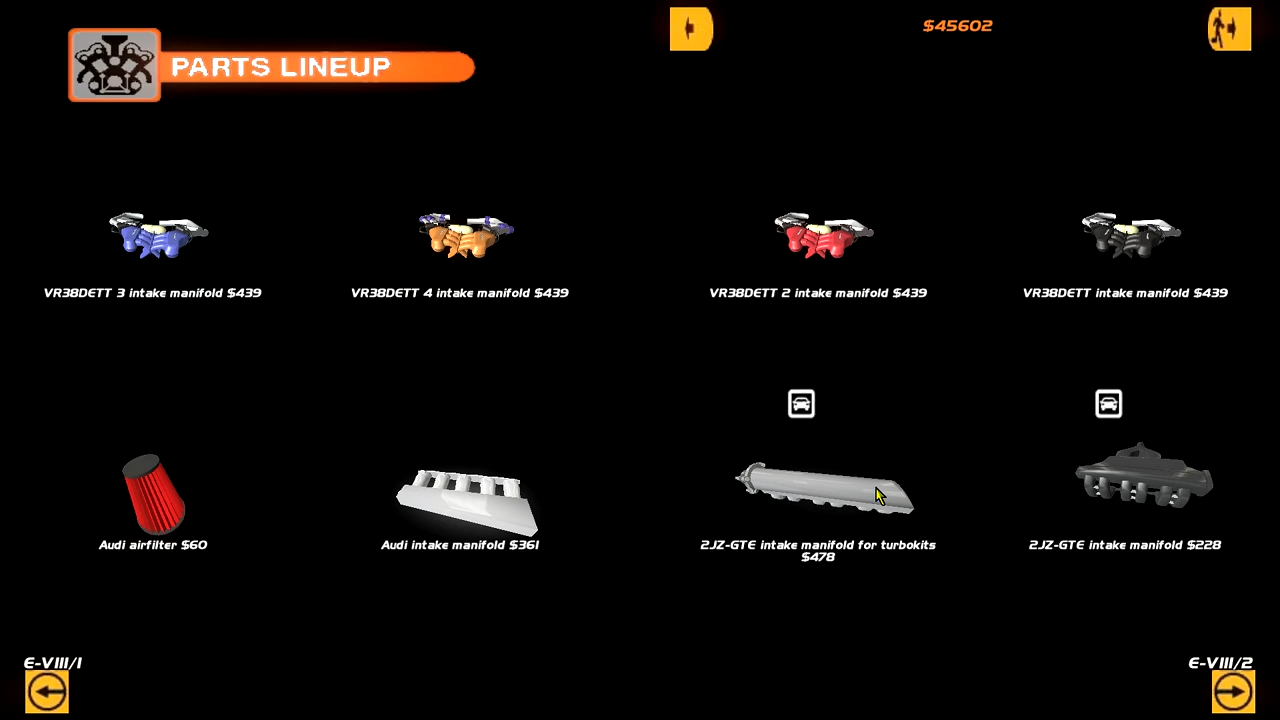 PARTS LINEUP
$45602
VR38DETT 3 intake manifold $439
VR38DETT 4 intake manifold $439
VR38DETT 2 intake manifold $439
VR38DETT intake manifold $439
Audi airfilter $60
Audi intake manifold $361
2JZ-GTE intake manifold for turbokits
$478
2JZ-GTE intake manifold $228
E-VIII/1
E-VIII/2